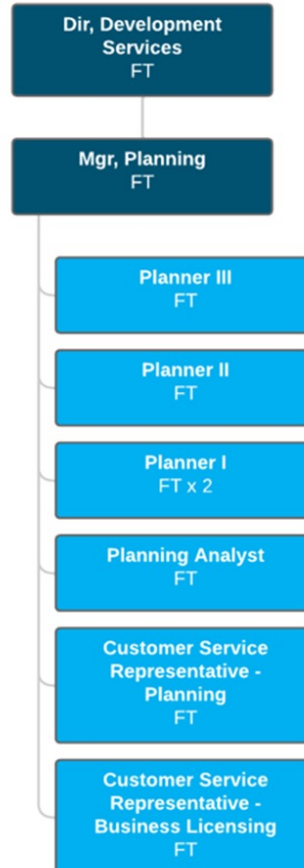 Dir, Development
Services
FT
Mgr, Planning
FT
Planner III
FT
Planner II
FT
Planner I
FT x 2
Planning Analyst
FT
Customer Service
Representative -
Planning
FT
Customer Service
Representative -
Business Licensing
FT